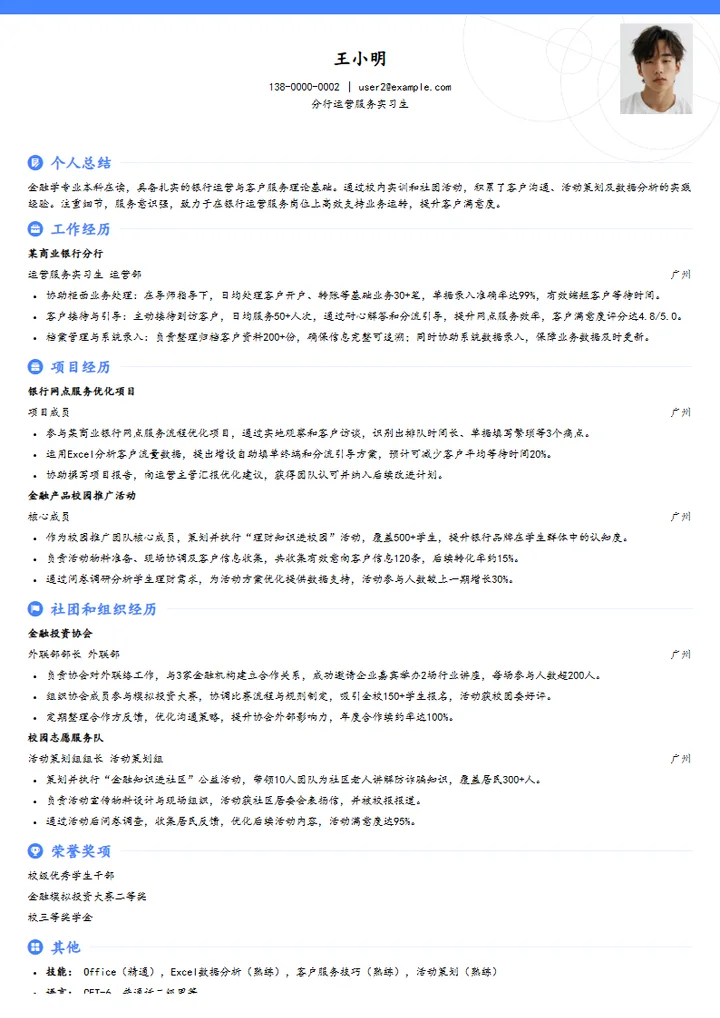 王小明
138-0000-0002 | user2@example.com
分行运营服务实习生
个人总结
金融学专业本科在读，具备扎实的银行运营与客户服务理论基础。通过校内实训和社团活动，积累了客户沟通、活动策划及数据分析的实践
经验。注重细节，服务意识强，致力于在银行运营服务岗位上高效支持业务运转，提升客户满意度。
工作经历
某商业银行分行
运营服务实习生 运营部 广州
• 协助柜面业务处理：在导师指导下，日均处理客户开户、转账等基础业务30+笔，单据录入准确率达99%，有效缩短客户等待时间。
• 客户接待与引导：主动接待到访客户，日均服务50+人次，通过耐心解答和分流引导，提升网点服务效率，客户满意度评分达4.8/5.0。
• 档案管理与系统录入：负责整理归档客户资料200+份，确保信息完整可追溯；同时协助系统数据录入，保障业务数据及时更新。
项目经历
银行网点服务优化项目
项目成员 广州
• 参与某商业银行网点服务流程优化项目，通过实地观察和客户访谈，识别出排队时间长、单据填写繁琐等3个痛点。
• 运用Excel分析客户流量数据，提出增设自助填单终端和分流引导方案，预计可减少客户平均等待时间20%。
• 协助撰写项目报告，向运营主管汇报优化建议，获得团队认可并纳入后续改进计划。
金融产品校园推广活动
核心成员 广州
• 作为校园推广团队核心成员，策划并执行“理财知识进校园”活动，覆盖500+学生，提升银行品牌在学生群体中的认知度。
• 负责活动物料准备、现场协调及客户信息收集，共收集有效意向客户信息120条，后续转化率约15%。
• 通过问卷调研分析学生理财需求，为活动方案优化提供数据支持，活动参与人数较上一期增长30%。
社团和组织经历
金融投资协会
外联部部长 外联部 广州
• 负责协会对外联络工作，与3家金融机构建立合作关系，成功邀请企业嘉宾举办2场行业讲座，每场参与人数超200人。
• 组织协会成员参与模拟投资大赛，协调比赛流程与规则制定，吸引全校150+学生报名，活动获校团委好评。
• 定期整理合作方反馈，优化沟通策略，提升协会外部影响力，年度合作续约率达100%。
校园志愿服务队
活动策划组组长 活动策划组 广州
• 策划并执行“金融知识进社区”公益活动，带领10人团队为社区老人讲解防诈骗知识，覆盖居民300+人。
• 负责活动宣传物料设计与现场组织，活动获社区居委会表扬信，并被校报报道。
• 通过活动后问卷调查，收集居民反馈，优化后续活动内容，活动满意度达95%。
荣誉奖项
校级优秀学生干部
金融模拟投资大赛二等奖
校三等奖学金
其他
• 技能： Office（精通），Excel数据分析（熟练），客户服务技巧（熟练），活动策划（熟练）
• 语言： CET-6，普通话二级甲等